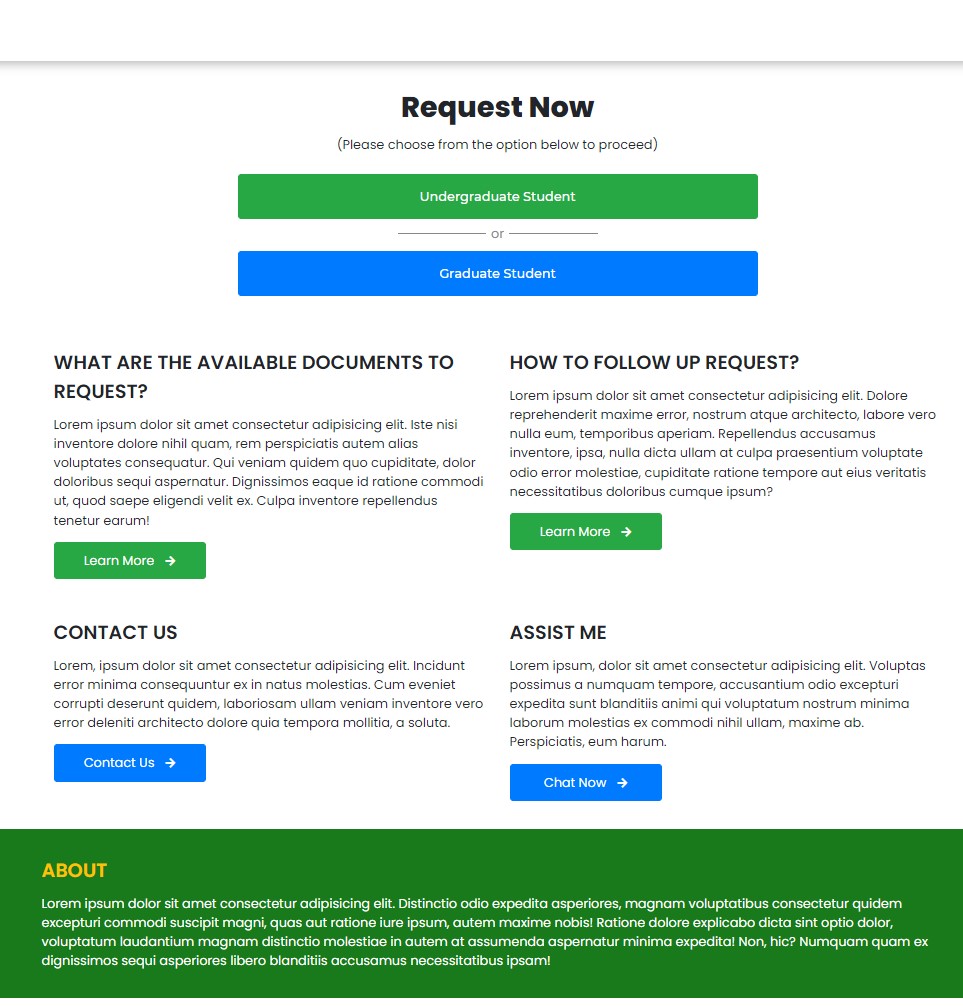 Request Now
(Please choose from the option below to proceed)
Undergraduate Student
or
Graduate Student
WHAT ARE THE AVAILABLE DOCUMENTS TO
REQUEST?
Lorem ipsum dolor sit amet consectetur adipisicing elit. Iste nisi
inventore dolore nihil quam, rem perspiciatis autem alias
voluptates consequatur. Qui veniam quidem quo cupiditate, dolor
doloribus sequi aspernatur. Dignissimos eaque id ratione commodi
ut, quod saepe eligendi velit ex. Culpa inventore repellendus
tenetur earum!
Learn More
HOW TO FOLLOW UP REQUEST?
Lorem ipsum dolor sit amet consectetur adipisicing elit. Dolore
reprehenderit maxime error, nostrum atque architecto, labore vero
nulla eum, temporibus aperiam. Repellendus accusamus
inventore, ipsa, nulla dicta ullam at culpa praesentium voluptate
odio error molestiae, cupiditate ratione tempore aut eius veritatis
necessitatibus doloribus cumque ipsum?
Learn More
CONTACT US
Lorem, ipsum dolor sit amet consectetur adipisicing elit. Incidunt
error minima consequuntur ex in natus molestias. Cum eveniet
corrupti deserunt quidem, laboriosam ullam veniam inventore vero
error deleniti architecto dolore quia tempora mollitia, a soluta.
Contact Us
ASSIST ME
Lorem ipsum, dolor sit amet consectetur adipisicing elit. Voluptas
possimus a numquam tempore, accusantium odio excepturi
expedita sunt blanditiis animi qui voluptatum nostrum minima
laborum molestias ex commodi nihil ullam, maxime ab.
Perspiciatis, eum harum.
Chat Now
ABOUT
Lorem ipsum dolor sit amet consectetur adipisicing elit. Distinctio odio expedita asperiores, magnam voluptatibus consectetur quidem
excepturi commodi suscipit magni, quas aut ratione iure ipsum, autem maxime nobis! Ratione dolore explicabo dicta sint optio dolor,
voluptatum laudantium magnam distinctio molestiae in autem at assumenda aspernatur minima expedita! Non, hic? Numquam quam ex
dignissimos sequi asperiores libero blanditiis accusamus necessitatibus ipsam!